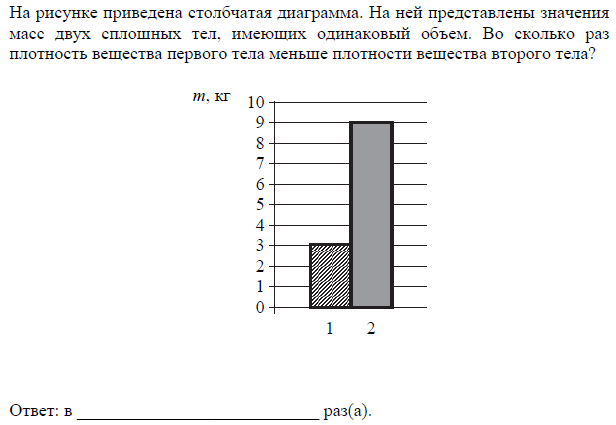 На рисунке приведена столбчатая диаграмма. На ней представлены значения
масс двух сплошных тел, имеющих одинаковый объем. Во сколько раз
плотность вещества первого тела меньше плотности вещества второго тела?
m, кг
10
9
8
7
6
5
4
3
2
1
0
1 2
Ответ: в ____________________________ раз(а).